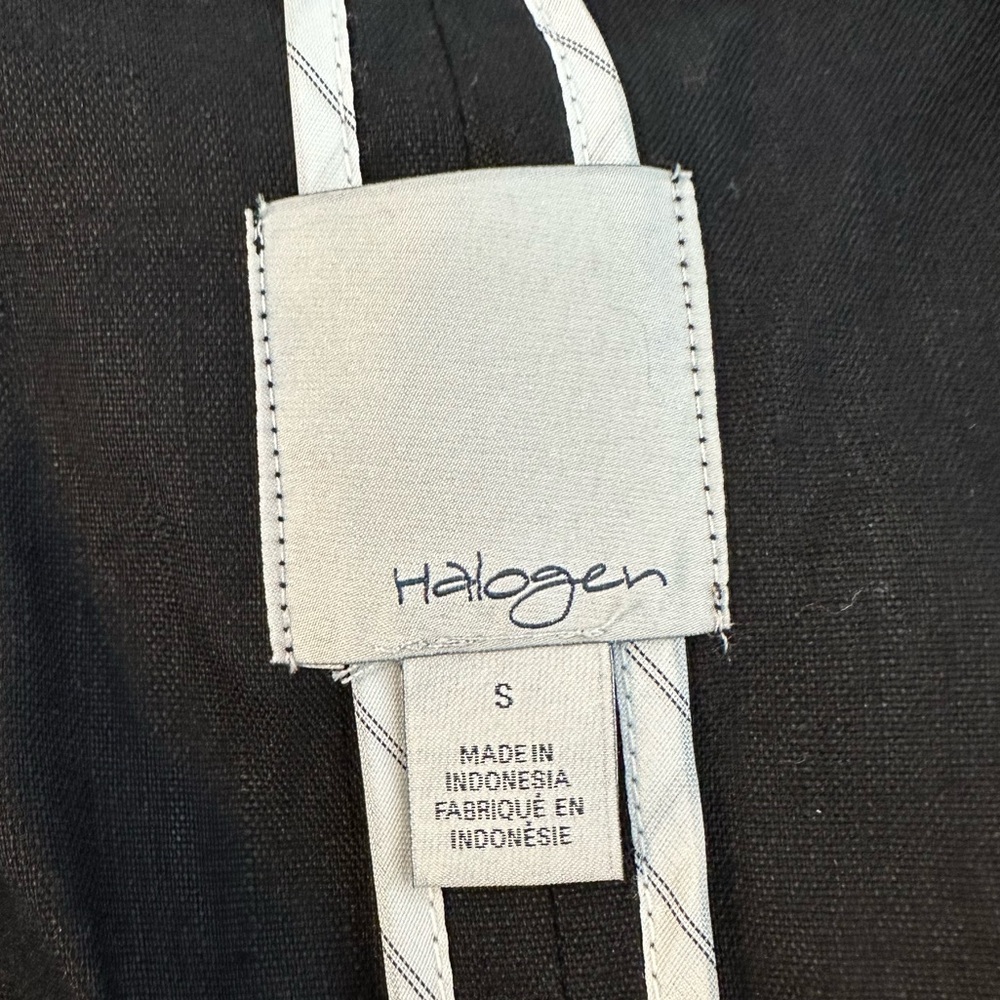 Halogen
S
MADE IN
INDONESIA
FABRIQUÉ EN
INDONÉSIE